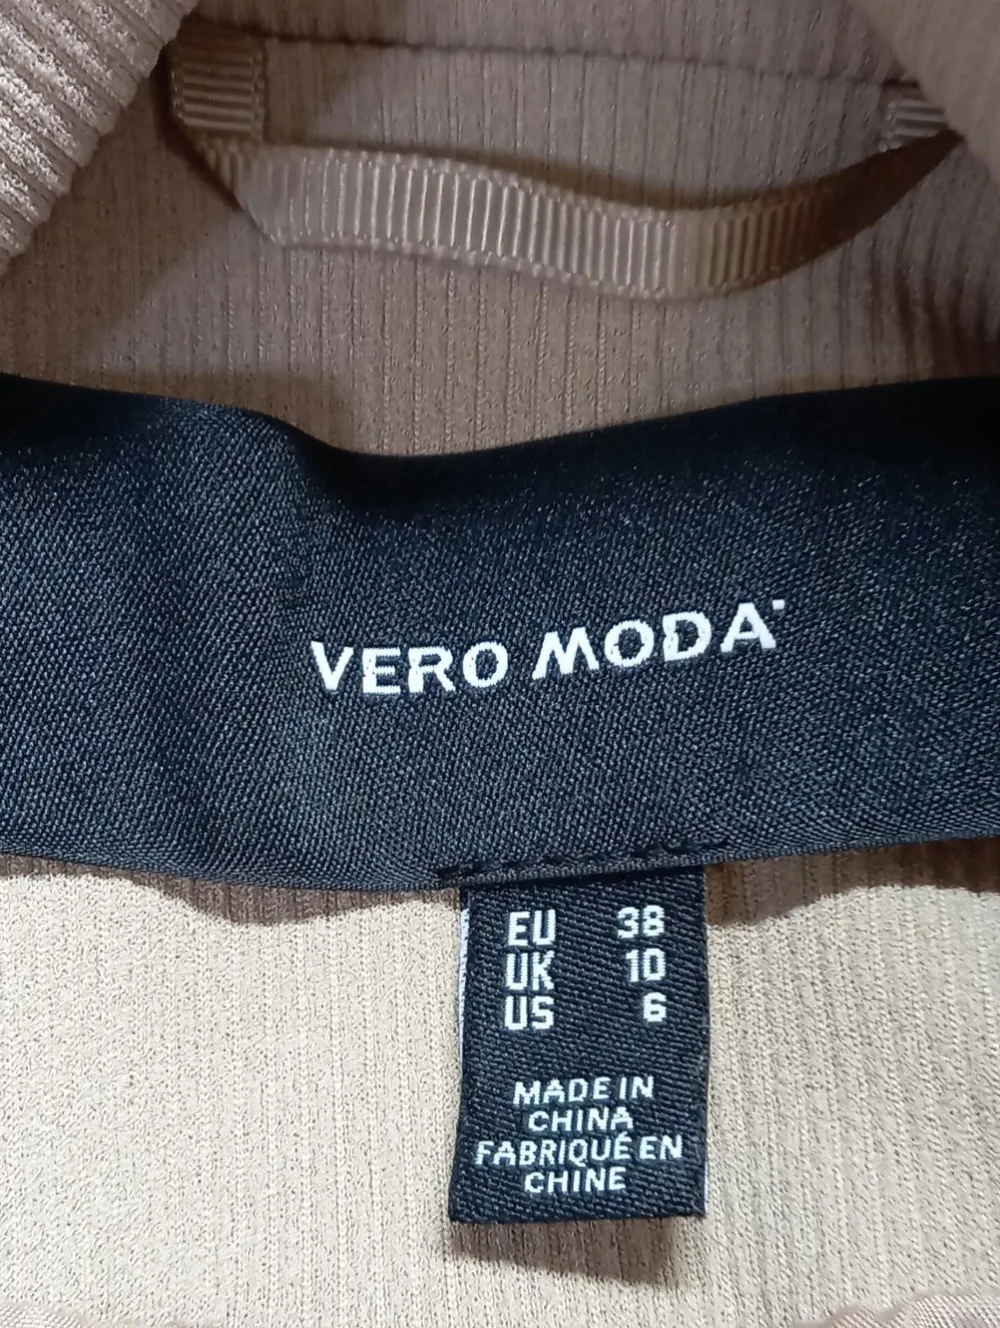 VERO MODA
EU 38
UK 10
US 6
MADE IN
CHINA
FABRIQUÉ EN
CHINE